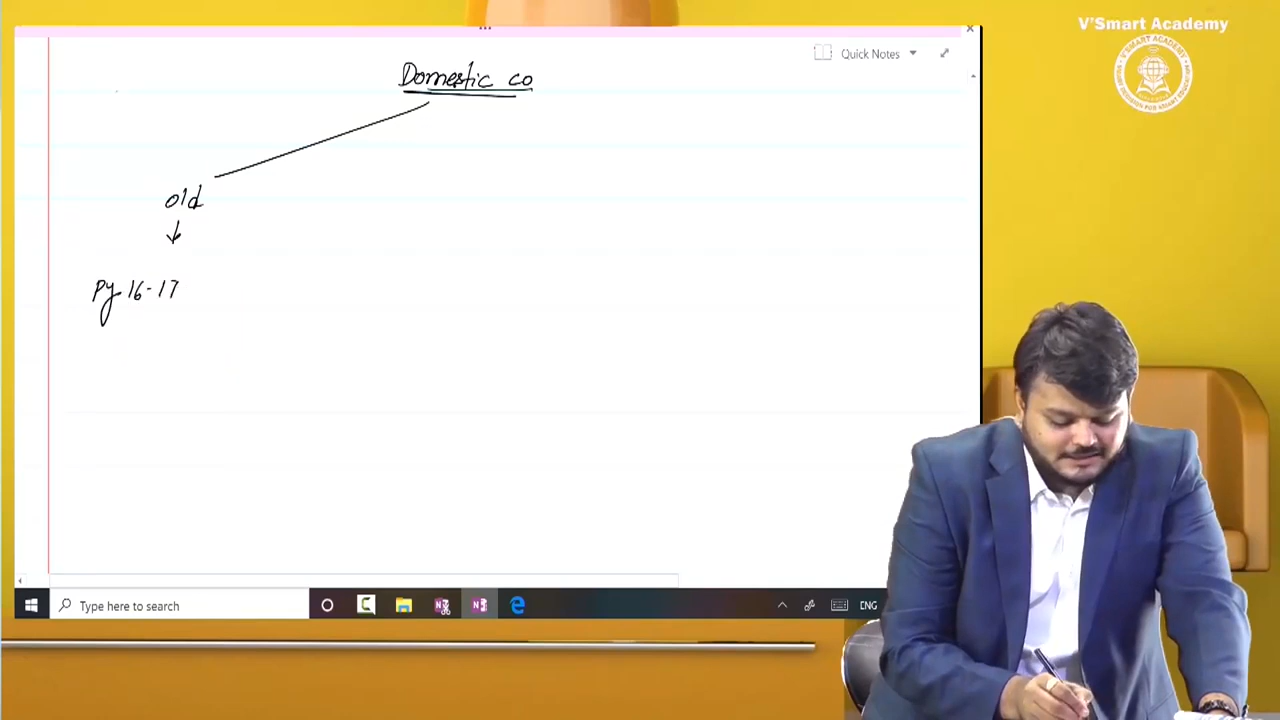 V'Smart Academy
Quick Notes
Domestic co
old
Py 16-17
Type here to search
ENG